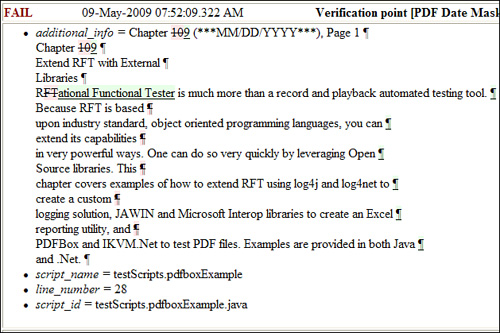 FAIL 09-May-2009 07:52:09.322 AM Verification point [PDF Date Mask
• additional_info = Chapter 109 (***MM/DD/YYYY***), Page 1 ¶
Chapter 109 ¶
Extend RFT with External ¶
Libraries ¶
RFTational Functional Tester is much more than a record and playback automated testing tool. ¶
Because RFT is based ¶
upon industry standard, object oriented programming languages, you can ¶
extend its capabilities ¶
in very powerful ways. One can do so very quickly by leveraging Open ¶
Source libraries. This ¶
chapter covers examples of how to extend RFT using log4j and log4net to ¶
create a custom ¶
logging solution, JAWIN and Microsoft Interop libraries to create an Excel ¶
reporting utility, and ¶
PDFBox and IKVM.Net to test PDF files. Examples are provided in both Java ¶
and .Net. ¶
• script_name = testScripts.pdfboxExample
• line_number = 28
• script_id = testScripts.pdfboxExample.java